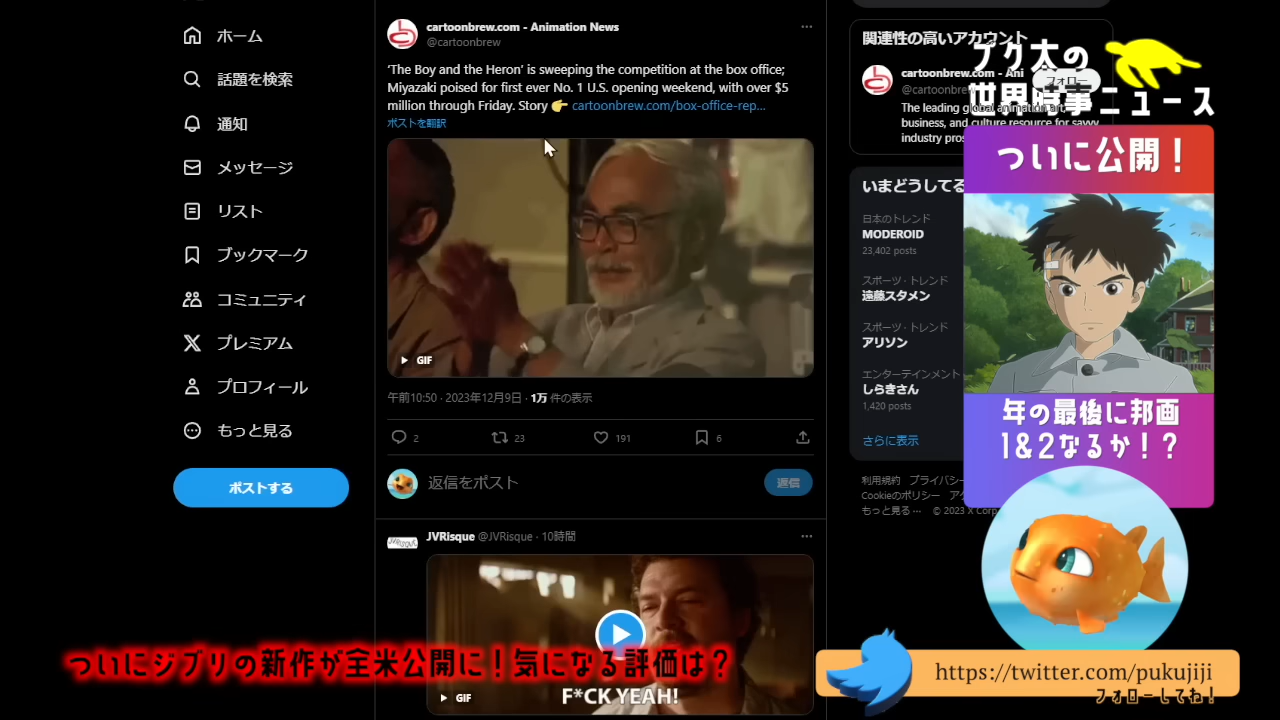 ホーム
話題を検索
通知
メッセージ
リスト
ブックマーク
コミュニティ
プレミアム
プロフィール
もっと見る
ポストする
cartoonbrew.com - Animation News
@cartoonbrew
‘The Boy and the Heron’ is sweeping the competition at the box office;
Miyazaki poised for first ever No. 1 U.S. opening weekend, with over $5
million through Friday. Story 👉 cartoonbrew.com/box-office-rep...
ポストを翻訳
GIF
午前10:50 · 2023年12月9日 · 1万 件の表示
2
23
191
6
返信をポスト
返信
JVRisque @JVRisque · 10時間
GIF
F*CK YEAH!
関連性の高いアカウント
cartoonbrew.com - Ani
@cartoonbrew
フォロー
The leading global animation art,
business, and culture resource for savvy
industry pros
いまどうしてる
日本のトレンド
MODEROID
23,402 posts
スポーツ・トレンド
遠藤スタメン
スポーツ・トレンド
アリソン
エンターテインメント
しらきさん
1,420 posts
さらに表示
利用規約 プライバシー
Cookieのポリシー
もっと見る ··· © 2023 X Corp.
プク太の
世界時事ニュース
ついに公開！
年の最後に邦画
1&2なるか！？
ついにジブリの新作が全米公開に！気になる評価は？
https://twitter.com/pukujiji
フォローしてね！